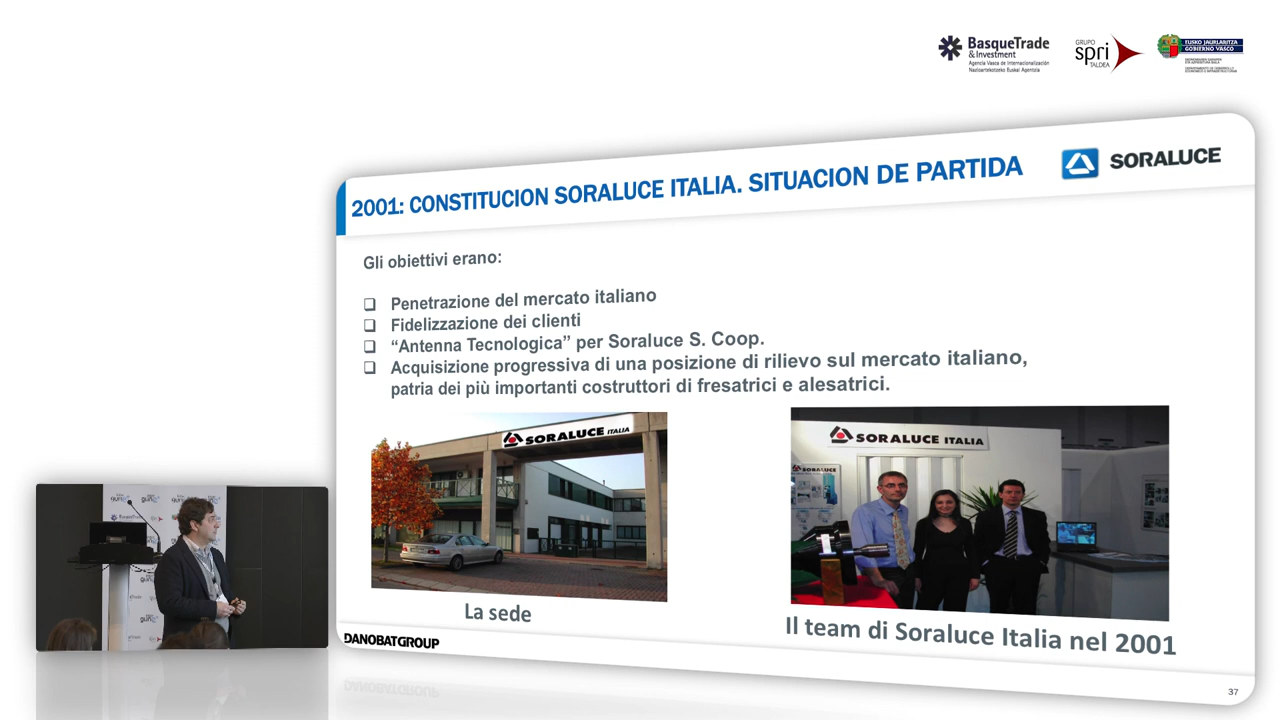 BasqueTrade
& Investment
Agencia Vasca de Internacionalización
Nazioartekotzeko Euskal Agentzia
GRUPO
spri
TALDEA
EUSKO JAURLARITZA
GOBIERNO VASCO
2001: CONSTITUCION SORALUCE ITALIA. SITUACION DE PARTIDA
SORALUCE
Gli obiettivi erano:
Penetrazione del mercato italiano
Fidelizzazione dei clienti
“Antenna Tecnologica” per Soraluce S. Coop.
Acquisizione progressiva di una posizione di rilievo sul mercato italiano,
patria dei più importanti costruttori di fresatrici e alesatrici.
SORALUCE ITALIA
SORALUCE ITALIA
SORALUCE
La sede
Il team di Soraluce Italia nel 2001
DANOBATGROUP
37